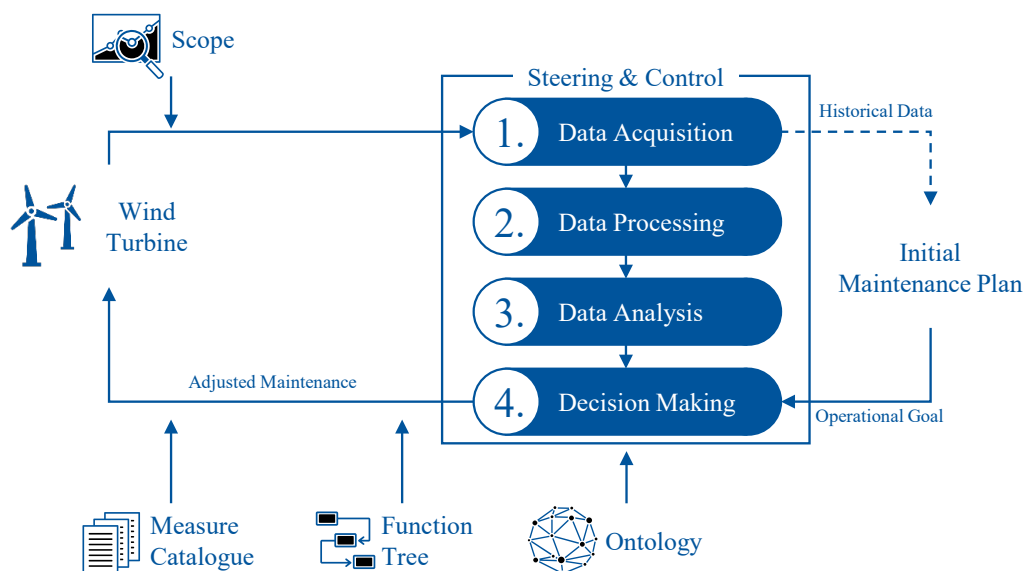 Scope
Steering & Control
1. Data Acquisition
Historical Data
2. Data Processing
Wind
Turbine
Initial
Maintenance Plan
3. Data Analysis
Adjusted Maintenance
4. Decision Making
Operational Goal
Measure
Catalogue
Function
Tree
Ontology